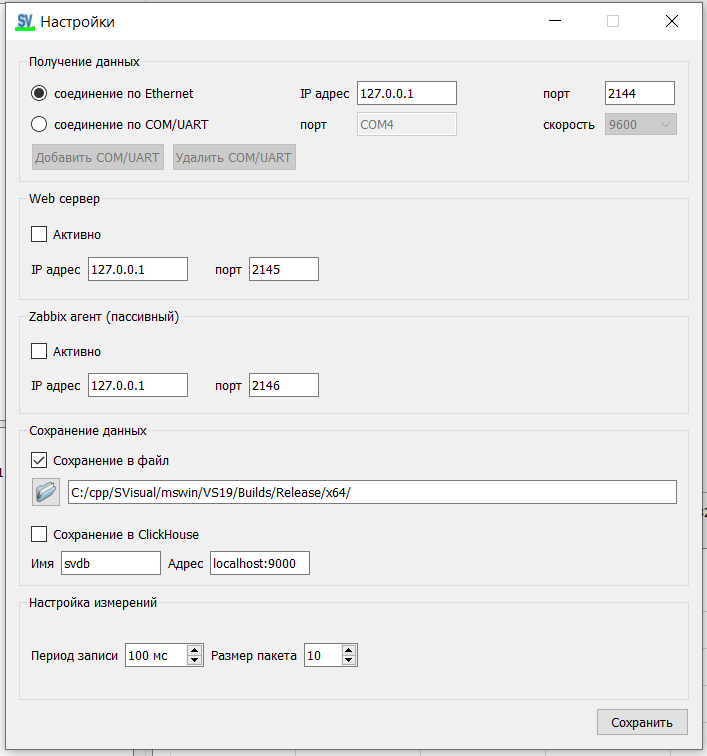 SV Настройки
Получение данных
соединение по Ethernet IP адрес 127.0.0.1 порт 2144
соединение по COM/UART порт COM4 скорость 9600
Добавить COM/UART Удалить COM/UART
Web сервер
Активно
IP адрес 127.0.0.1 порт 2145
Zabbix агент (пассивный)
Активно
IP адрес 127.0.0.1 порт 2146
Сохранение данных
Сохранение в файл
C:/cpp/SVisual/mswin/VS19/Builds/Release/x64/
Сохранение в ClickHouse
Имя svdb Адрес localhost:9000
Настройка измерений
Период записи 100 мс Размер пакета 10
Сохранить